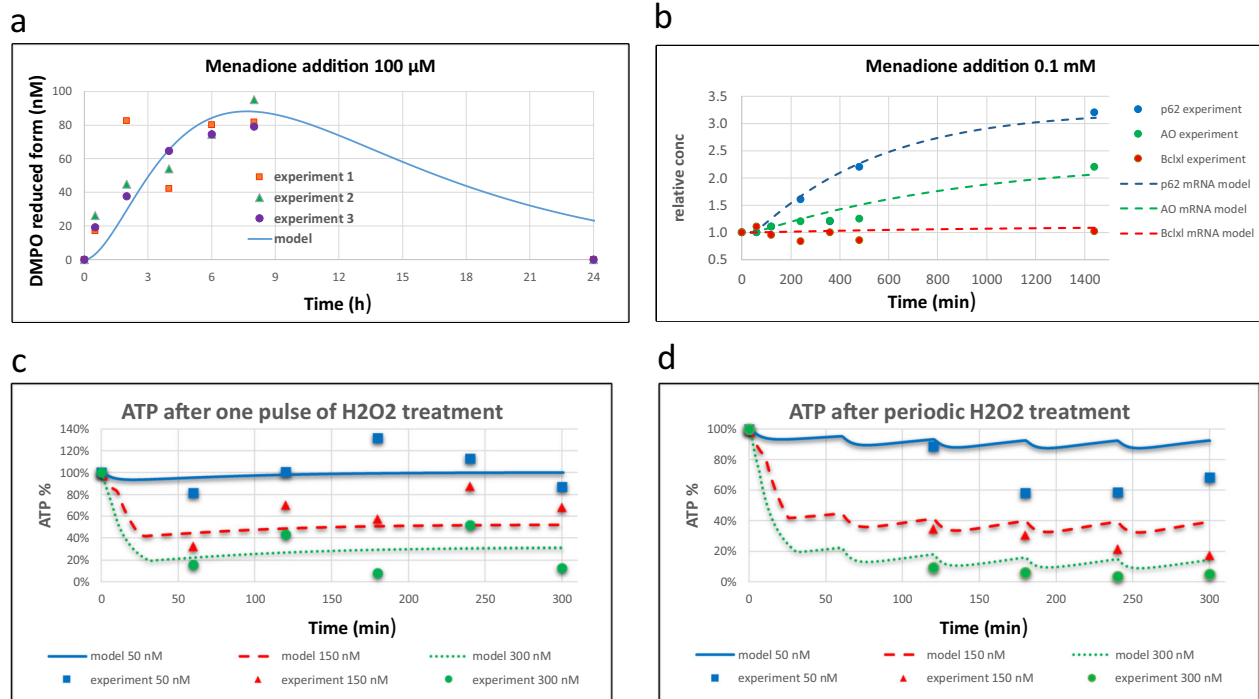 a
Menadione addition 100 µM
DMPO reduced form (nM)
100
80
60
40
20
0
experiment 1
experiment 2
experiment 3
model
0 3 6 9 12 15 18 21 24
Time (h)
b
Menadione addition 0.1 mM
relative conc
3.5
3.0
2.5
2.0
1.5
1.0
0.5
0 200 400 600 800 1000 1200 1400
Time (min)
p62 experiment
AO experiment
Bclxl experiment
p62 mRNA model
AO mRNA model
Bclxl mRNA model
c
ATP after one pulse of H2O2 treatment
ATP %
140%
120%
100%
80%
60%
40%
20%
0%
0 50 100 150 200 250 300
Time (min)
model 50 nM model 150 nM model 300 nM
experiment 50 nM experiment 150 nM experiment 300 nM
d
ATP after periodic H2O2 treatment
ATP %
100%
80%
60%
40%
20%
0%
0 50 100 150 200 250 300
Time (min)
model 50 nM model 150 nM model 300 nM
experiment 50 nM experiment 150 nM experiment 300 nM